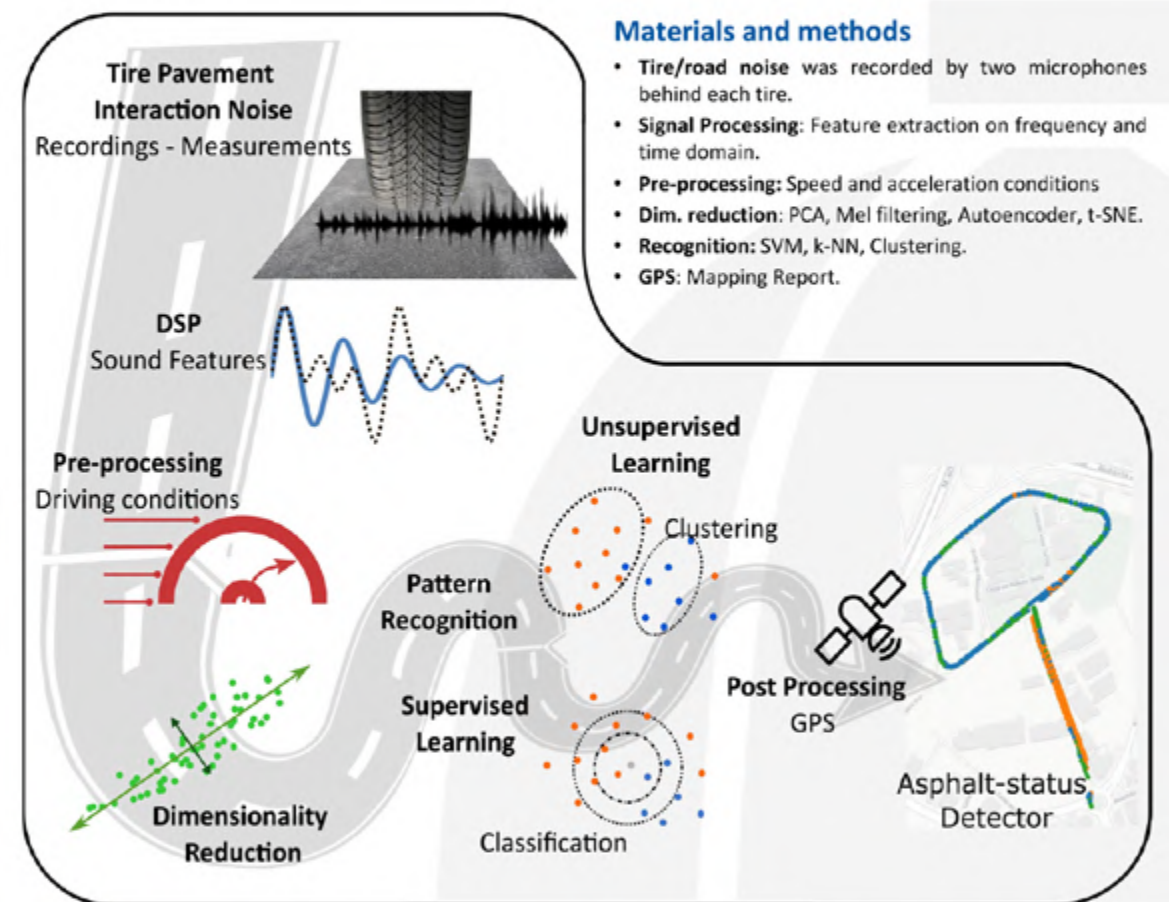 Tire Pavement
Interaction Noise
Recordings - Measurements
Materials and methods
• Tire/road noise was recorded by two microphones
behind each tire.
• Signal Processing: Feature extraction on frequency and
time domain.
• Pre-processing: Speed and acceleration conditions
• Dim. reduction: PCA, Mel filtering, Autoencoder, t-SNE.
• Recognition: SVM, k-NN, Clustering.
• GPS: Mapping Report.
DSP
Sound Features
Pre-processing
Driving conditions
Dimensionality
Reduction
Pattern
Recognition
Unsupervised
Learning
Clustering
Supervised
Learning
Classification
Post Processing
GPS
Asphalt-status
Detector